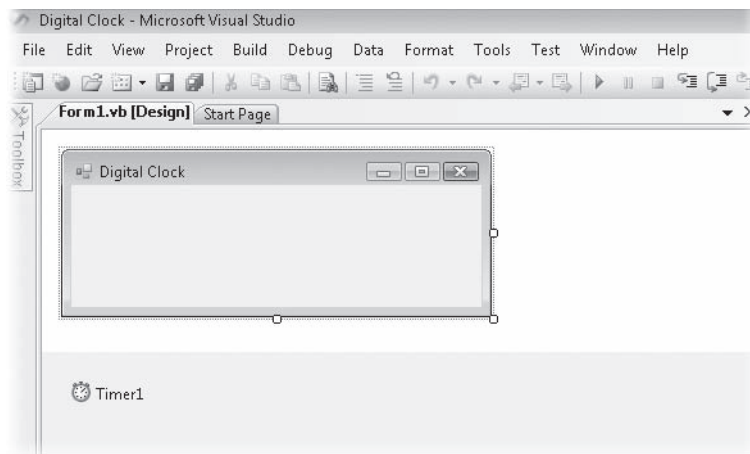 Digital Clock - Microsoft Visual Studio
File Edit View Project Build Debug Data Format Tools Test Window Help
Form1.vb [Design] Start Page
Toolbox
Digital Clock
Timer1